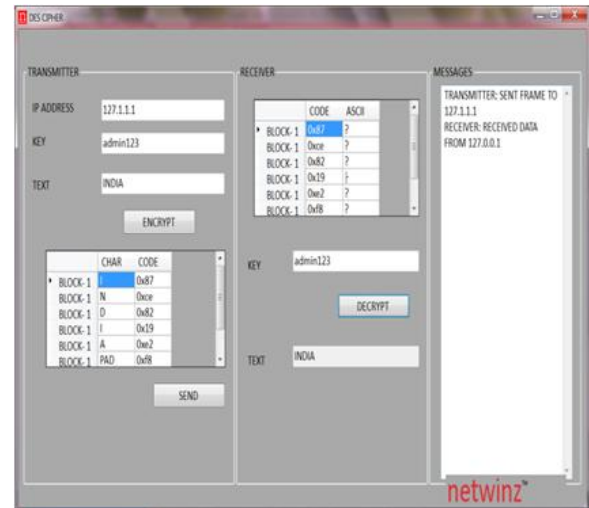 DES CIPHER
TRANSMITTER
IP ADDRESS 127.1.1.1
KEY admin123
TEXT INDIA
ENCRYPT
CHAR CODE
BLOCK- 1 I 0x87
BLOCK- 1 N 0xce
BLOCK- 1 D 0x82
BLOCK- 1 I 0x19
BLOCK- 1 A 0xe2
BLOCK- 1 PAD 0xf8
SEND
RECEIVER
CODE ASCII
BLOCK- 1 0x87 ?
BLOCK- 1 0xce ?
BLOCK- 1 0x82 ?
BLOCK- 1 0x19
BLOCK- 1 0xe2 ?
BLOCK- 1 0xf8 ?
KEY admin123
DECRYPT
TEXT INDIA
MESSAGES
TRANSMITTER: SENT FRAME TO
127.1.1.1
RECEIVER: RECEIVED DATA
FROM 127.0.0.1
netwinz™